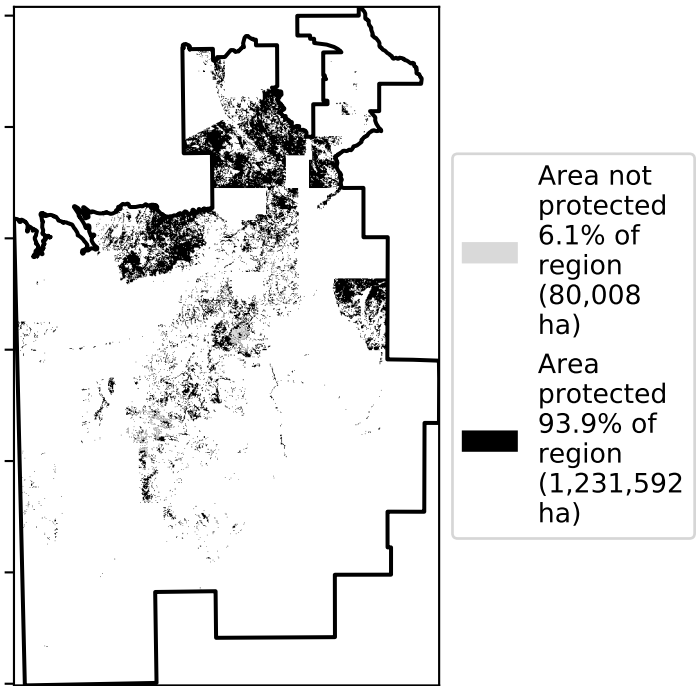 Area not
protected
6.1% of
region
(80,008
ha)
Area
protected
93.9% of
region
(1,231,592
ha)